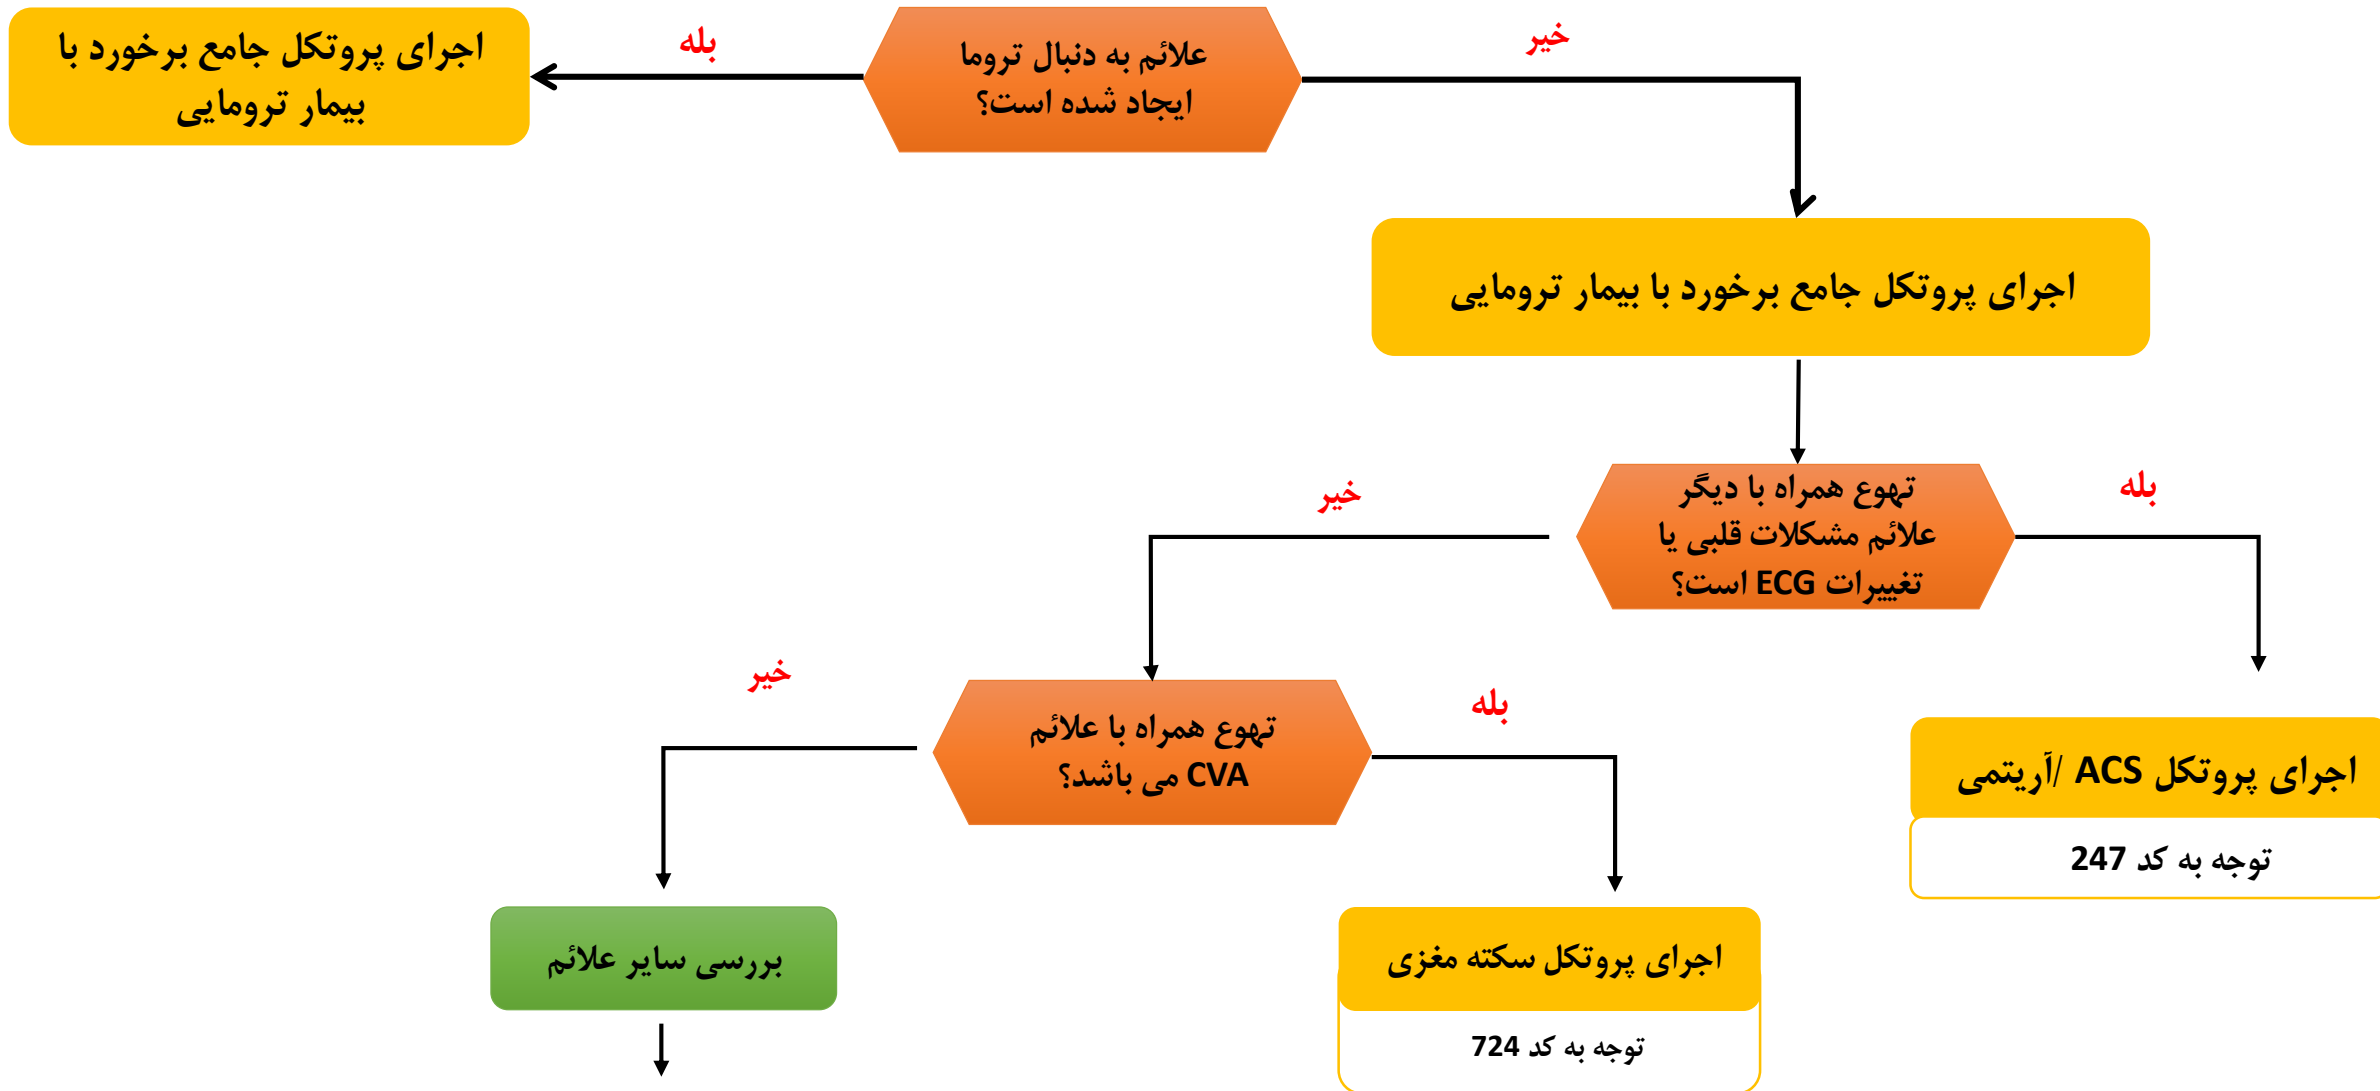 علائم به دنبال تروما
ایجاد شده است؟
خیر
بله
اجرای پروتکل جامع برخورد با
بیمار ترومایی
اجرای پروتکل جامع برخورد با بیمار ترومایی
تهوع همراه با دیگر
علائم مشکلات قلبی یا
تغییرات ECG است؟
بله
خیر
اجرای پروتکل ACS /آریتمی
توجه به کد 247
تهوع همراه با علائم
CVA می باشد؟
بله
خیر
اجرای پروتکل سکته مغزی
توجه به کد 724
بررسی سایر علائم